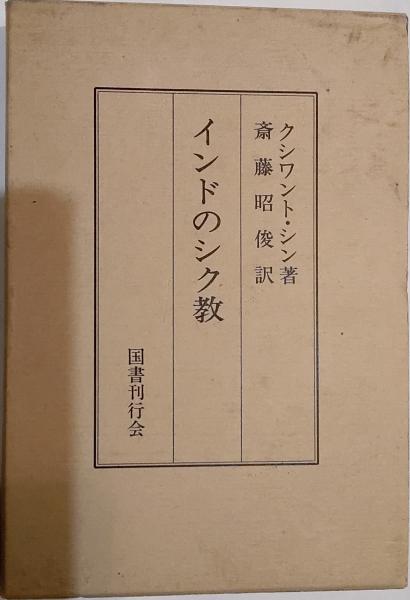 クシワント・シン著
斎藤昭俊訳
インドのシク教
国書刊行会